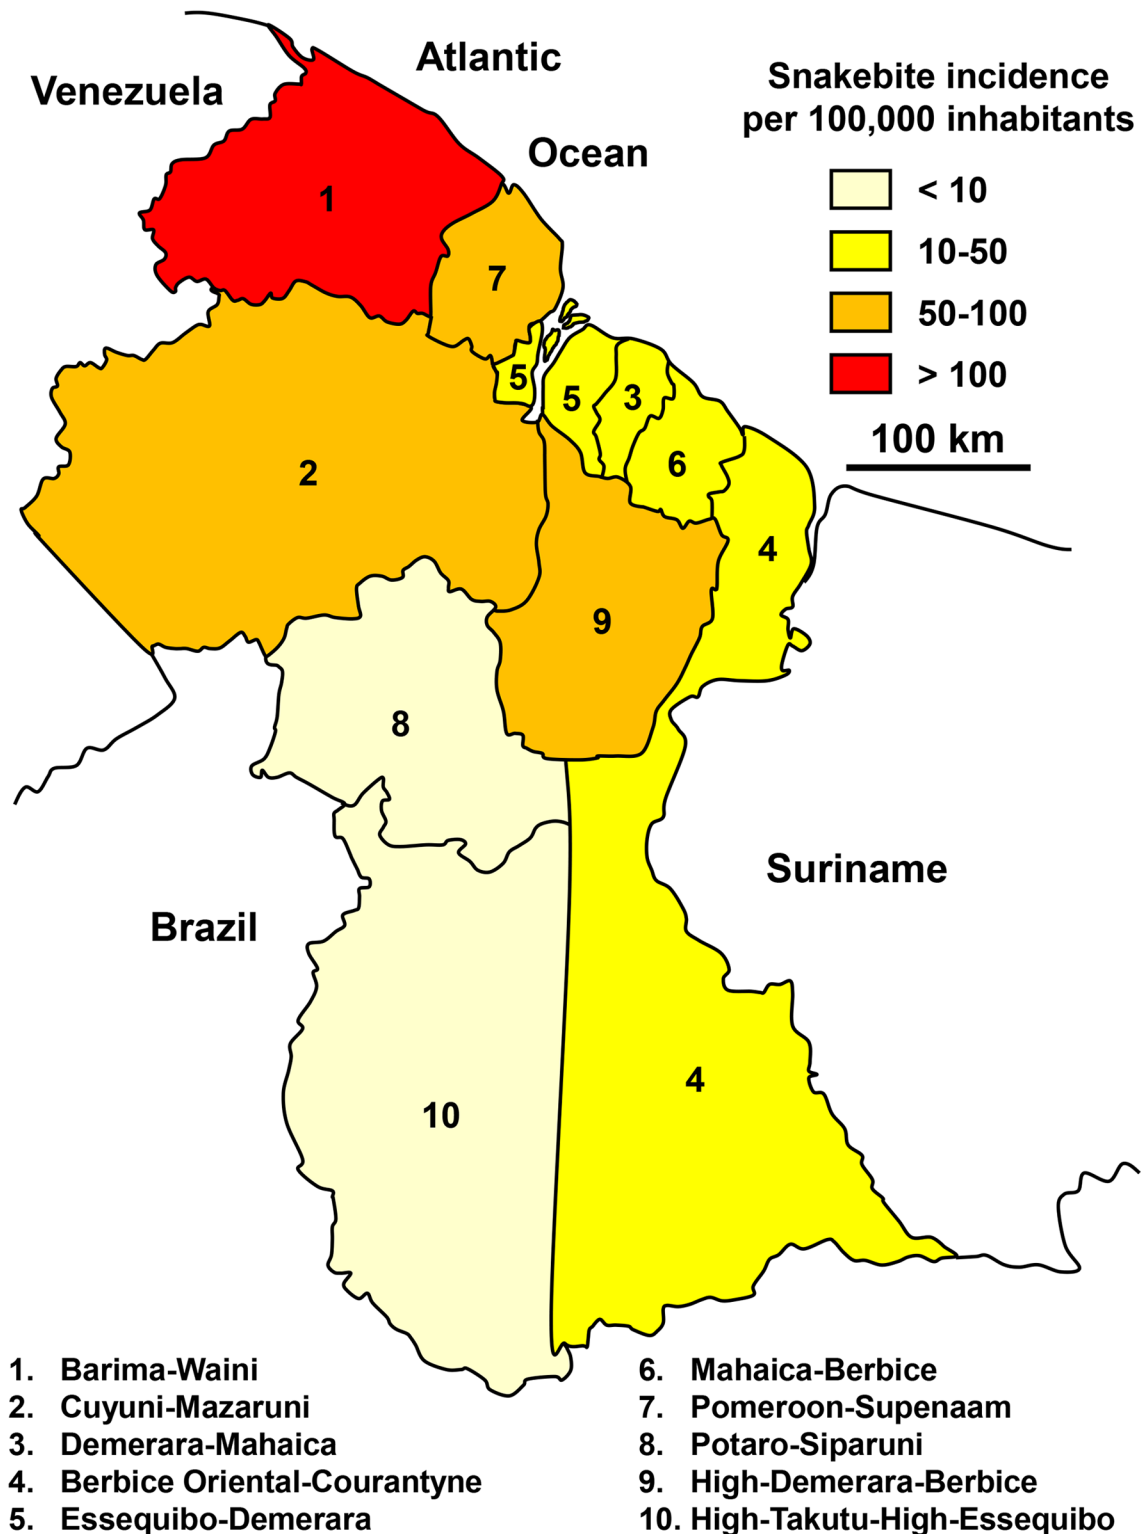 Atlantic
Venezuela
Ocean
Snakebite incidence
per 100,000 inhabitants
< 10
10-50
50-100
> 100
100 km
1
7
5
5
3
6
2
4
9
8
Suriname
Brazil
4
10
1. Barima-Waini
2. Cuyuni-Mazaruni
3. Demerara-Mahaica
4. Berbice Oriental-Courantyne
5. Essequibo-Demerara
6. Mahaica-Berbice
7. Pomeroon-Supenaam
8. Potaro-Siparuni
9. High-Demerara-Berbice
10. High-Takutu-High-Essequibo